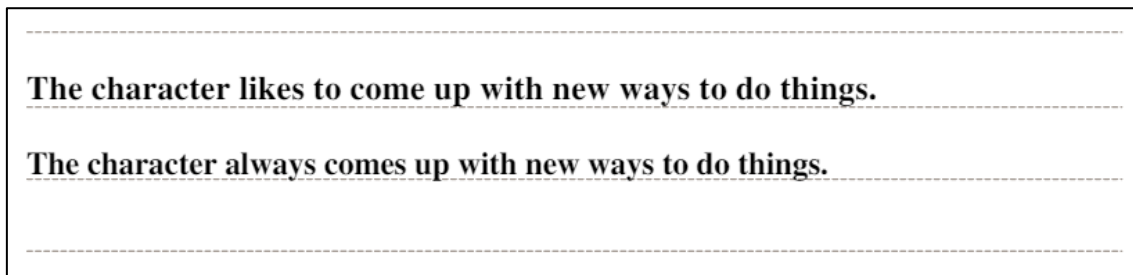 The character likes to come up with new ways to do things.
The character always comes up with new ways to do things.